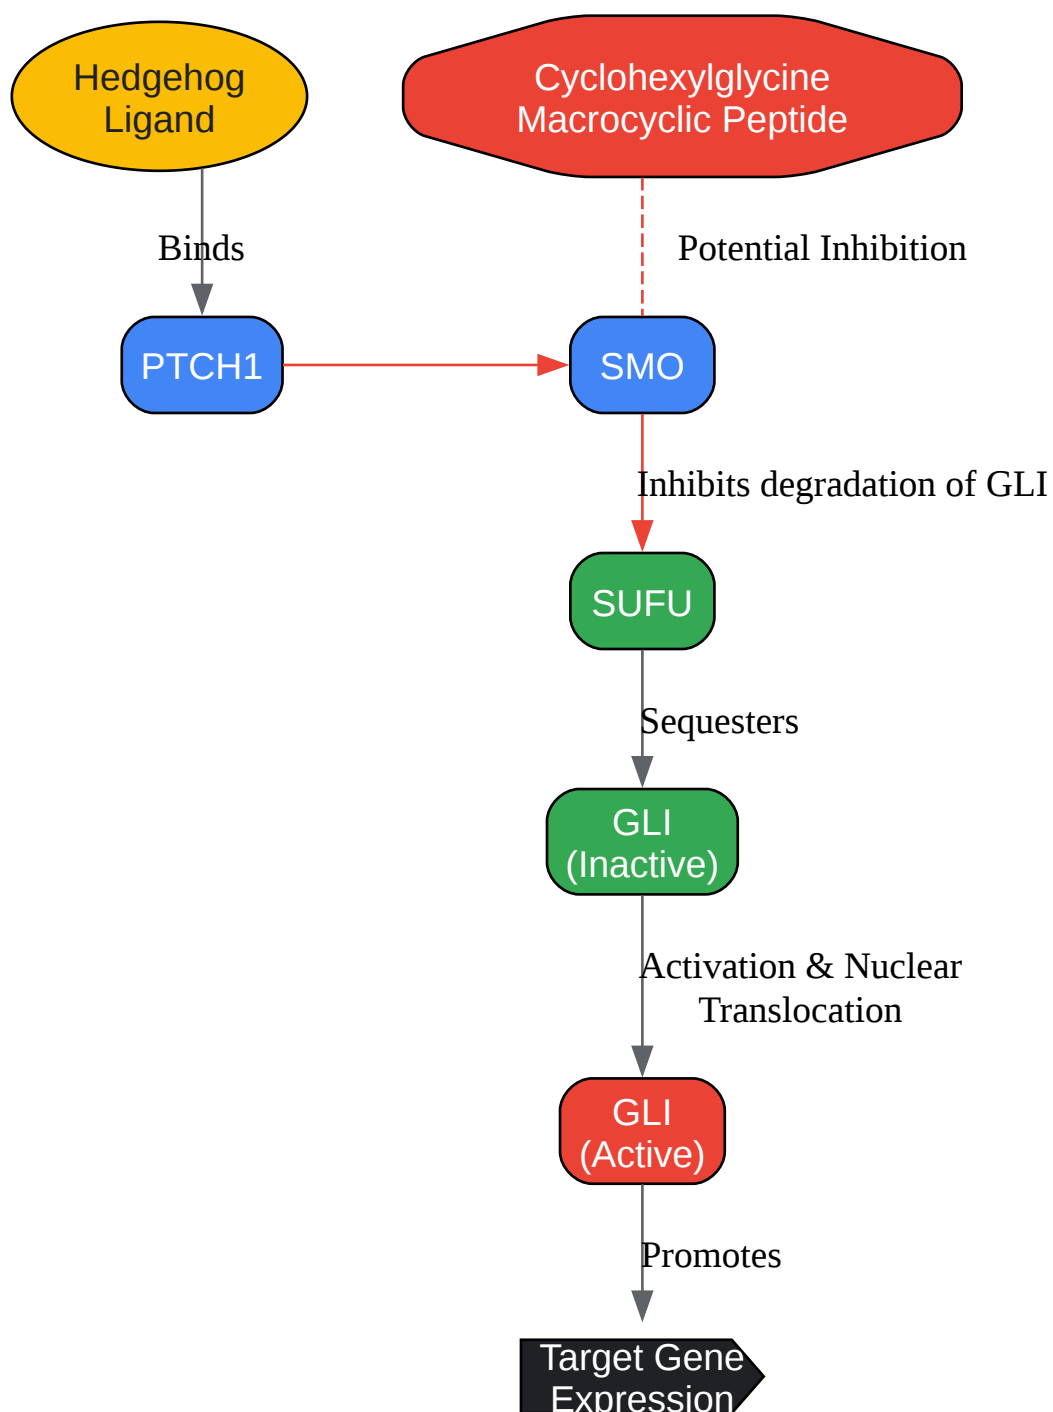 Hedgehog
Ligand
Cyclohexylglycine
Macrocyclic Peptide
Binds
Potential Inhibition
PTCH1
SMO
Inhibits degradation of GLI
SUFU
Sequesters
GLI
(Inactive)
Activation & Nuclear
Translocation
GLI
(Active)
Promotes
Target Gene
Expression